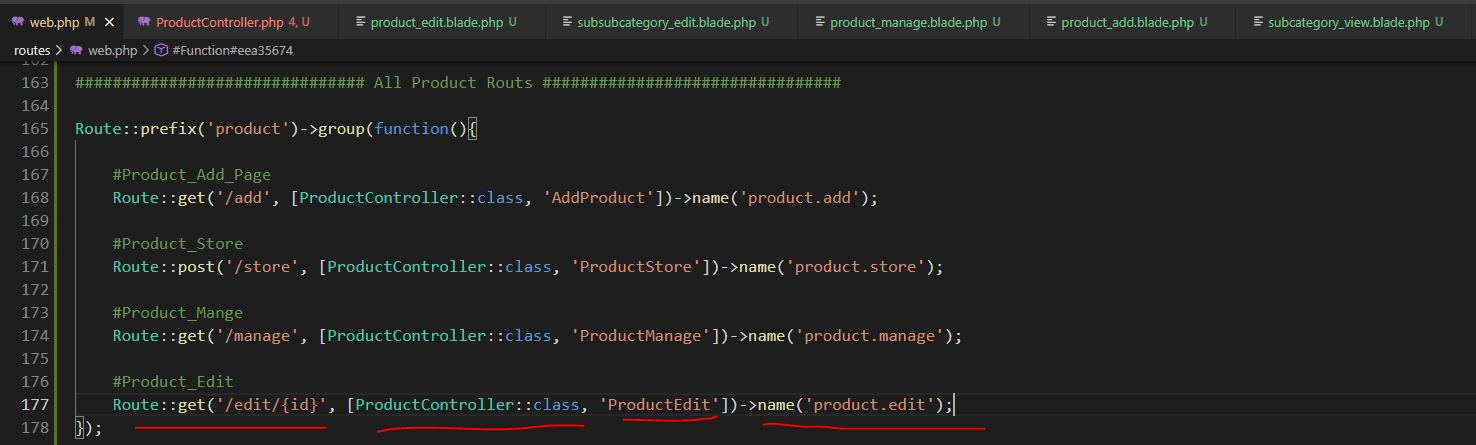 web.php M × ProductController.php 4, U product_edit.blade.php U subsubcategory_edit.blade.php U product_manage.blade.php U product_add.blade.php U subcategory_view.blade.php U
routes > web.php > #Function#eea35674
162
163 ############################### All Product Routs ################################
164
165 Route::prefix('product')->group(function(){
166
167 #Product_Add_Page
168 Route::get('/add', [ProductController::class, 'AddProduct'])->name('product.add');
169
170 #Product_Store
171 Route::post('/store', [ProductController::class, 'ProductStore'])->name('product.store');
172
173 #Product_Mange
174 Route::get('/manage', [ProductController::class, 'ProductManage'])->name('product.manage');
175
176 #Product_Edit
177 Route::get('/edit/{id}', [ProductController::class, 'ProductEdit'])->name('product.edit');
178 });